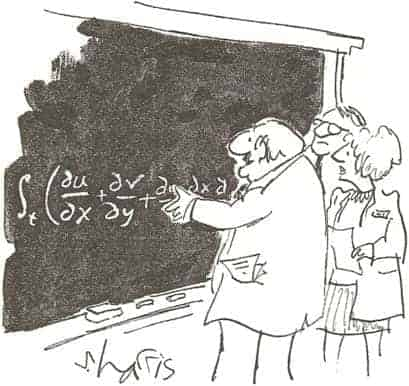 ∫ₜ (∂u/∂x + ∂v/∂y + ∂ ∂x ∂
s.harris